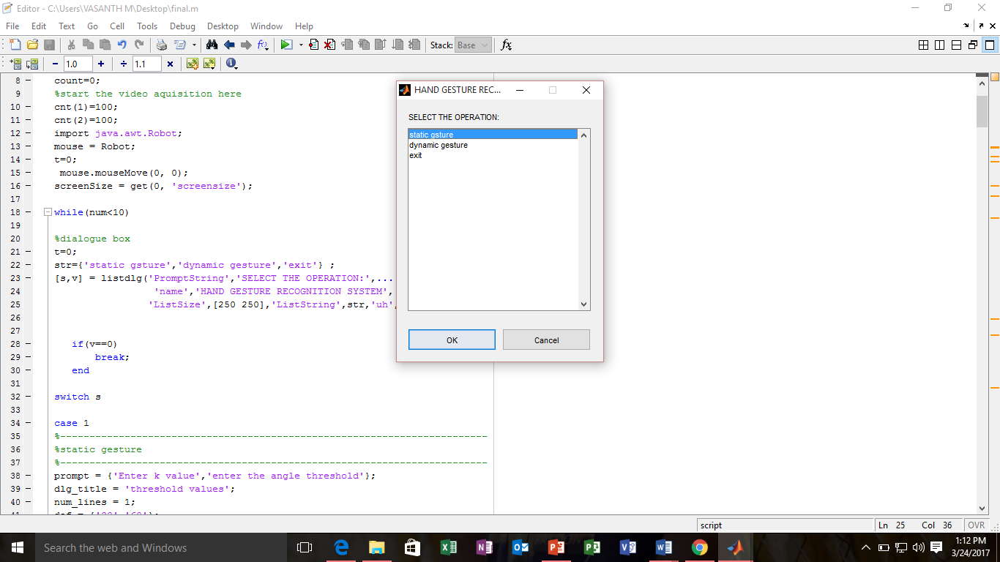 Editor - C:\Users\VASANTH M\Desktop\final.m
File Edit Text Go Cell Tools Debug Desktop Window Help
Stack: Base fx
− 1.0 + ÷ 1.1 ×
8 − count=0;
9 %start the video aquisition here
10 − cnt(1)=100;
11 − cnt(2)=100;
12 − import java.awt.Robot;
13 − mouse = Robot;
14 − t=0;
15 − mouse.mouseMove(0, 0);
16 − screenSize = get(0, 'screensize');
17
18 − while(num<10)
19
20 %dialogue box
21 − t=0;
22 − str={'static gsture','dynamic gesture','exit'} ;
23 − [s,v] = listdlg('PromptString','SELECT THE OPERATION:',...
24 'name','HAND GESTURE RECOGNITION SYSTEM',
25 'ListSize',[250 250],'ListString',str,'uh',
26
27
28 − if(v==0)
29 − break;
30 − end
31
32 − switch s
33
34 − case 1
35 %-------------------------------------------------------------------------
36 %static gesture
37 %-------------------------------------------------------------------------
38 − prompt = {'Enter k value','enter the angle threshold'};
39 − dlg_title = 'threshold values';
40 − num_lines = 1;
HAND GESTURE REC...
SELECT THE OPERATION:
static gsture
dynamic gesture
exit
OK Cancel
script Ln 25 Col 36 OVR
Search the web and Windows
1:12 PM
3/24/2017